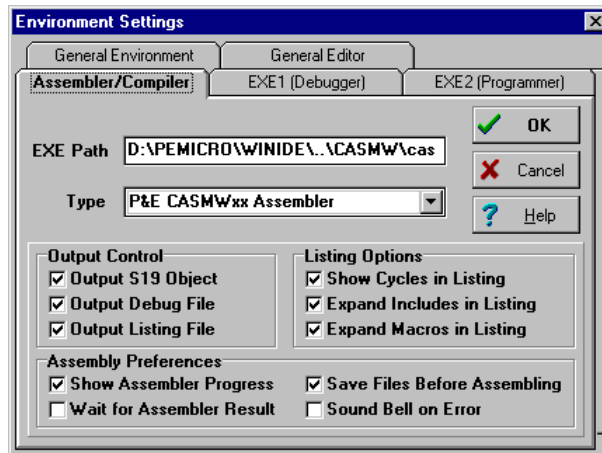 Environment Settings
General Environment
General Editor
Assembler/Compiler
EXE1 (Debugger)
EXE2 (Programmer)
EXE Path
D:\PEMICRO\WINIDE\..\CASMW\cas
Type
P&E CASMWxx Assembler
OK
Cancel
Help
Output Control
Output S19 Object
Output Debug File
Output Listing File
Listing Options
Show Cycles in Listing
Expand Includes in Listing
Expand Macros in Listing
Assembly Preferences
Show Assembler Progress
Wait for Assembler Result
Save Files Before Assembling
Sound Bell on Error